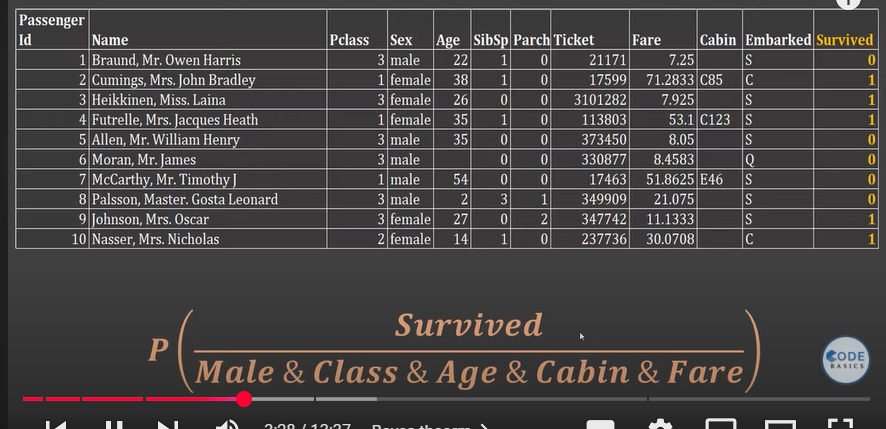 Passenger
Id Name Pclass Sex Age SibSp Parch Ticket Fare Cabin Embarked Survived
1 Braund, Mr. Owen Harris 3 male 22 1 0 21171 7.25 S 0
2 Cumings, Mrs. John Bradley 1 female 38 1 0 17599 71.2833 C85 C 1
3 Heikkinen, Miss. Laina 3 female 26 0 0 3101282 7.925 S 1
4 Futrelle, Mrs. Jacques Heath 1 female 35 1 0 113803 53.1 C123 S 1
5 Allen, Mr. William Henry 3 male 35 0 0 373450 8.05 S 0
6 Moran, Mr. James 3 male 0 0 330877 8.4583 Q 0
7 McCarthy, Mr. Timothy J 1 male 54 0 0 17463 51.8625 E46 S 0
8 Palsson, Master. Gosta Leonard 3 male 2 3 1 349909 21.075 S 0
9 Johnson, Mrs. Oscar 3 female 27 0 2 347742 11.1333 S 1
10 Nasser, Mrs. Nicholas 2 female 14 1 0 237736 30.0708 C 1
Survived
P
Male & Class & Age & Cabin & Fare
CODE
BASICS